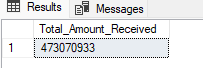 Results Messages
Total_Amount_Received
1 473070933